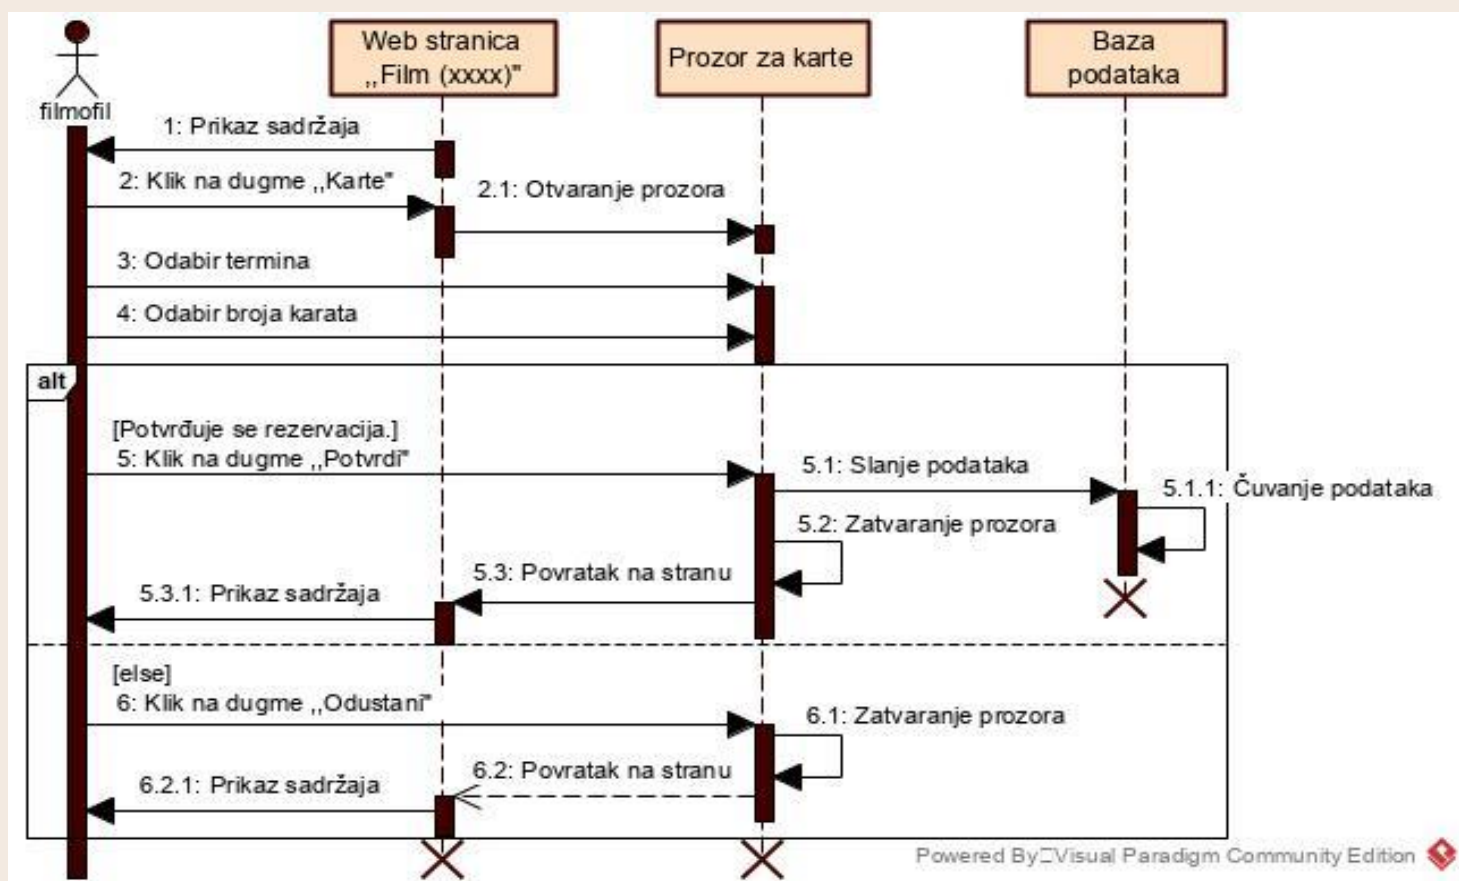 filmofil
Web stranica
,,Film (xxxx)"
Prozor za karte
Baza
podataka
1: Prikaz sadržaja
2: Klik na dugme ,,Karte"
2.1: Otvaranje prozora
3: Odabir termina
4: Odabir broja karata
alt
[Potvrđuje se rezervacija.]
5: Klik na dugme ,,Potvrdi"
5.1: Slanje podataka
5.1.1: Čuvanje podataka
5.2: Zatvaranje prozora
5.3: Povratak na stranu
5.3.1: Prikaz sadržaja
[else]
6: Klik na dugme ,,Odustani"
6.1: Zatvaranje prozora
6.2: Povratak na stranu
6.2.1: Prikaz sadržaja
Powered By Visual Paradigm Community Edition